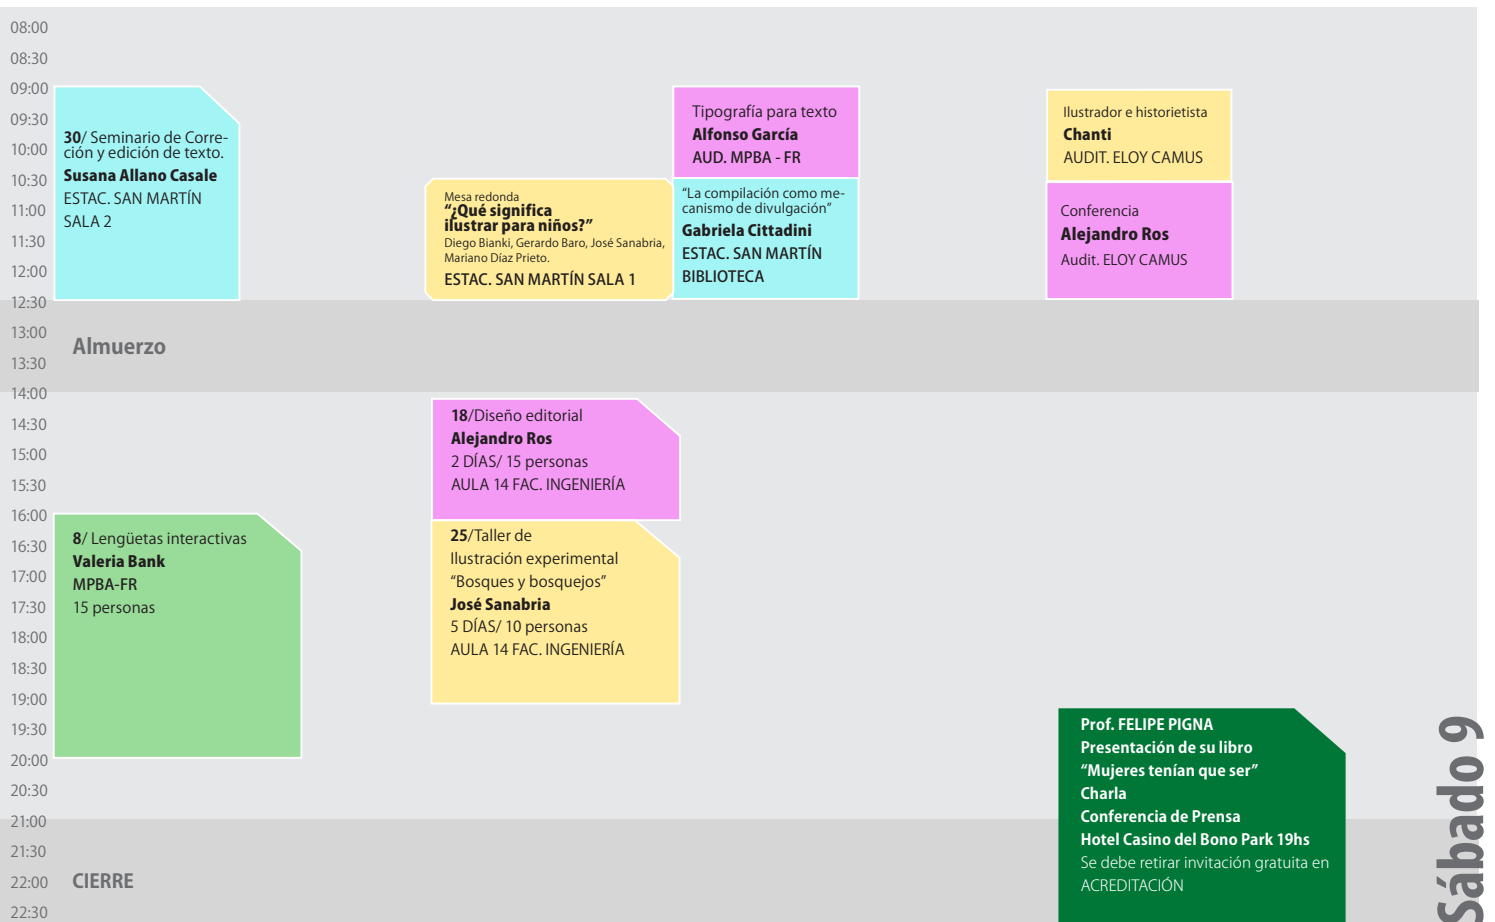 08:00
08:30
09:00
09:30
10:00
10:30
11:00
11:30
12:00
12:30
13:00
13:30
14:00
14:30
15:00
15:30
16:00
16:30
17:00
17:30
18:00
18:30
19:00
19:30
20:00
20:30
21:00
21:30
22:00
22:30
30/ Seminario de Corre-
ción y edición de texto.
Susana Allano Casale
ESTAC. SAN MARTÍN
SALA 2
Mesa redonda
“¿Qué significa
ilustrar para niños?”
Diego Bianki, Gerardo Baro, José Sanabria,
Mariano Díaz Prieto.
ESTAC. SAN MARTÍN SALA 1
Tipografía para texto
Alfonso García
AUD. MPBA - FR
“La compilación como me-
canismo de divulgación”
Gabriela Cittadini
ESTAC. SAN MARTÍN
BIBLIOTECA
Ilustrador e historietista
Chanti
AUDIT. ELOY CAMUS
Conferencia
Alejandro Ros
Audit. ELOY CAMUS
Almuerzo
18/Diseño editorial
Alejandro Ros
2 DÍAS/ 15 personas
AULA 14 FAC. INGENIERÍA
8/ Lengüetas interactivas
Valeria Bank
MPBA-FR
15 personas
25/Taller de
Ilustración experimental
“Bosques y bosquejos”
José Sanabria
5 DÍAS/ 10 personas
AULA 14 FAC. INGENIERÍA
Prof. FELIPE PIGNA
Presentación de su libro
“Mujeres tenían que ser”
Charla
Conferencia de Prensa
Hotel Casino del Bono Park 19hs
Se debe retirar invitación gratuita en
ACREDITACIÓN
CIERRE
Sábado 9